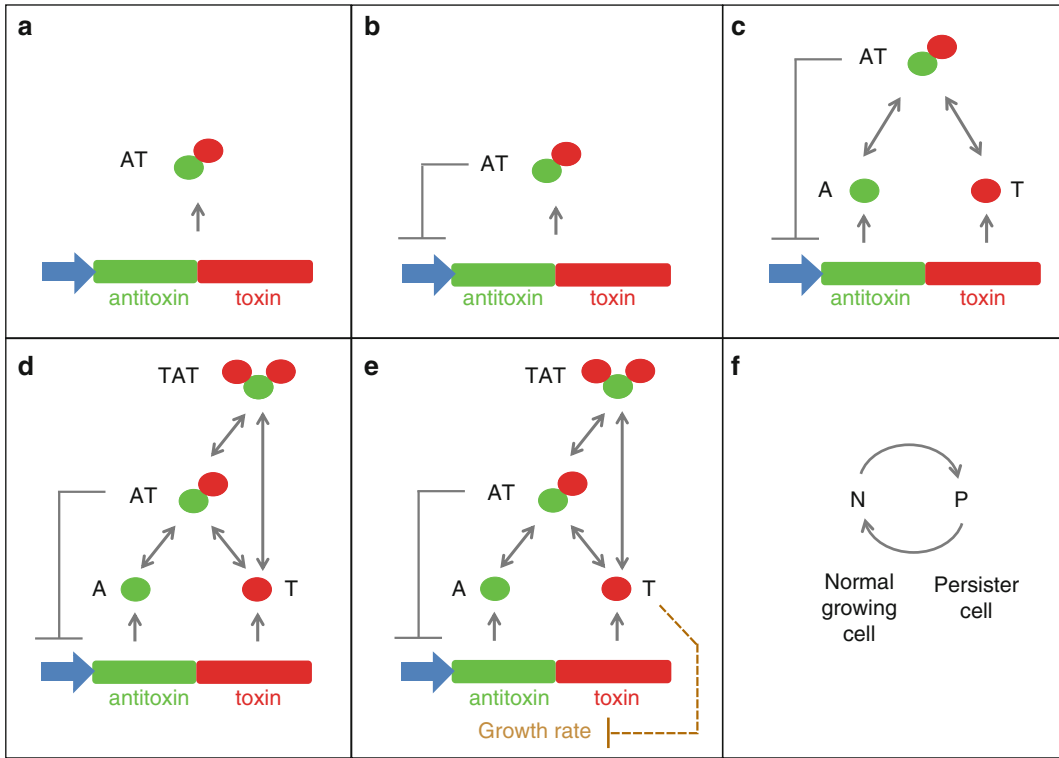 a
AT
antitoxin toxin
b
AT
antitoxin toxin
c
AT
A T
antitoxin toxin
d
TAT
AT
A T
antitoxin toxin
e
TAT
AT
A T
antitoxin toxin
Growth rate
f
N P
Normal
growing
cell
Persister
cell